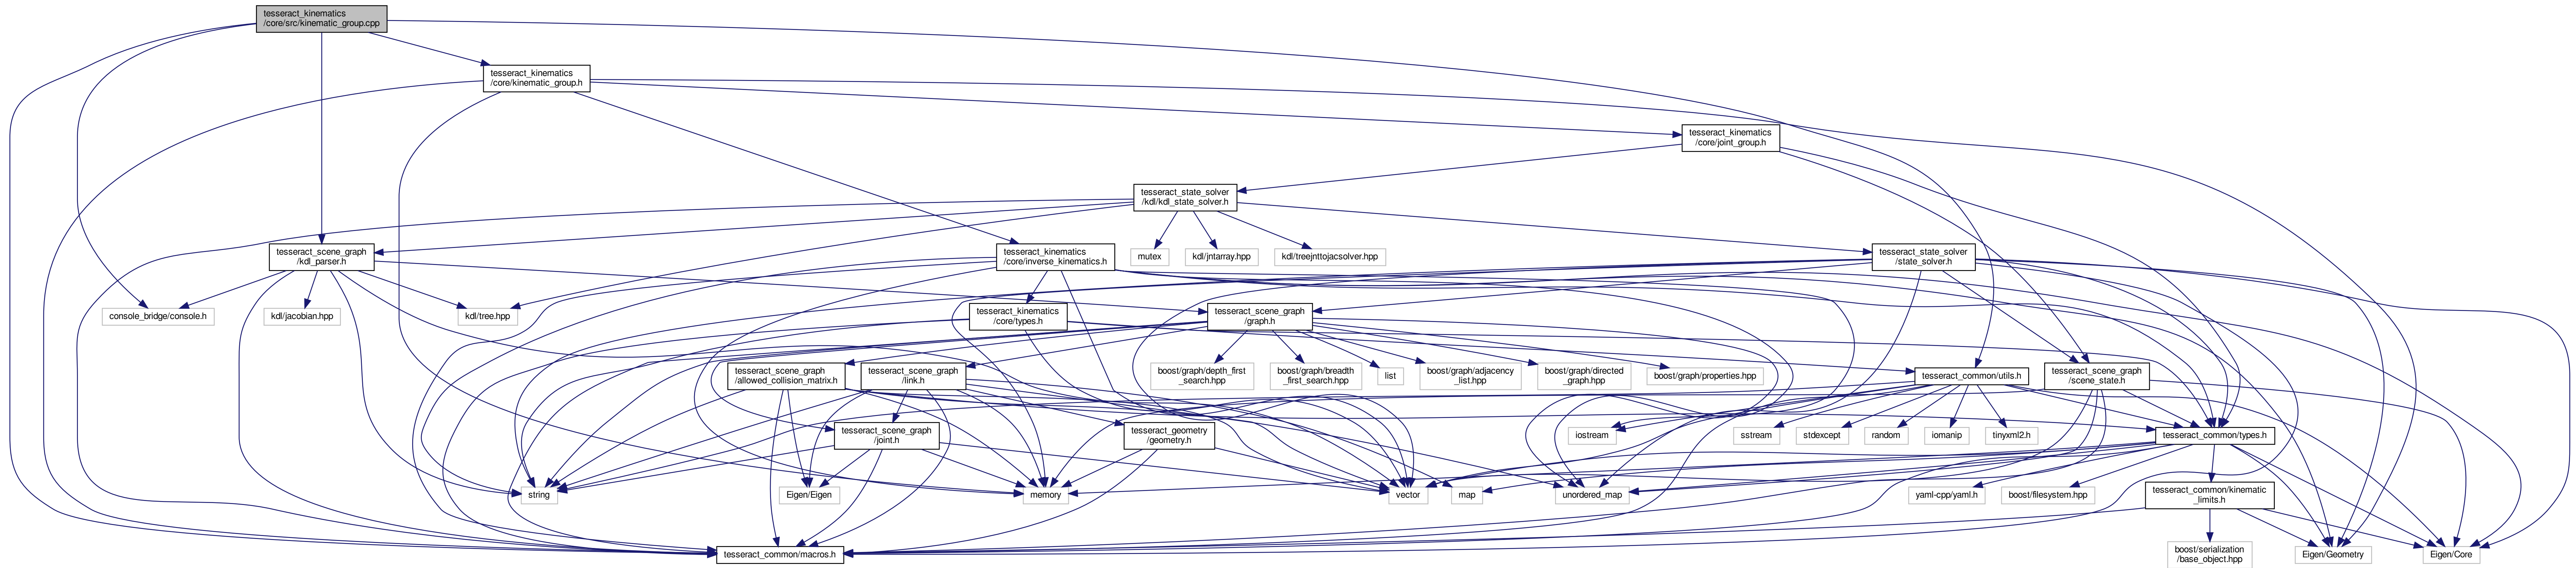 tesseract_kinematics
/core/src/kinematic_group.cpp
tesseract_kinematics
/core/kinematic_group.h
tesseract_kinematics
/core/joint_group.h
tesseract_state_solver
/kdl/kdl_state_solver.h
tesseract_scene_graph
/kdl_parser.h
tesseract_kinematics
/core/inverse_kinematics.h
mutex
kdl/jntarray.hpp
kdl/treejnttojacsolver.hpp
tesseract_state_solver
/state_solver.h
console_bridge/console.h
kdl/jacobian.hpp
kdl/tree.hpp
tesseract_kinematics
/core/types.h
tesseract_scene_graph
/graph.h
tesseract_scene_graph
/allowed_collision_matrix.h
tesseract_scene_graph
/link.h
boost/graph/depth_first
_search.hpp
boost/graph/breadth
_first_search.hpp
list
boost/graph/adjacency
_list.hpp
boost/graph/directed
_graph.hpp
boost/graph/properties.hpp
tesseract_common/utils.h
tesseract_scene_graph
/scene_state.h
tesseract_scene_graph
/joint.h
tesseract_geometry
/geometry.h
iostream
sstream
stdexcept
random
iomanip
tinyxml2.h
tesseract_common/types.h
string
Eigen/Eigen
memory
vector
map
unordered_map
yaml-cpp/yaml.h
boost/filesystem.hpp
tesseract_common/kinematic
_limits.h
tesseract_common/macros.h
boost/serialization
/base_object.hpp
Eigen/Geometry
Eigen/Core